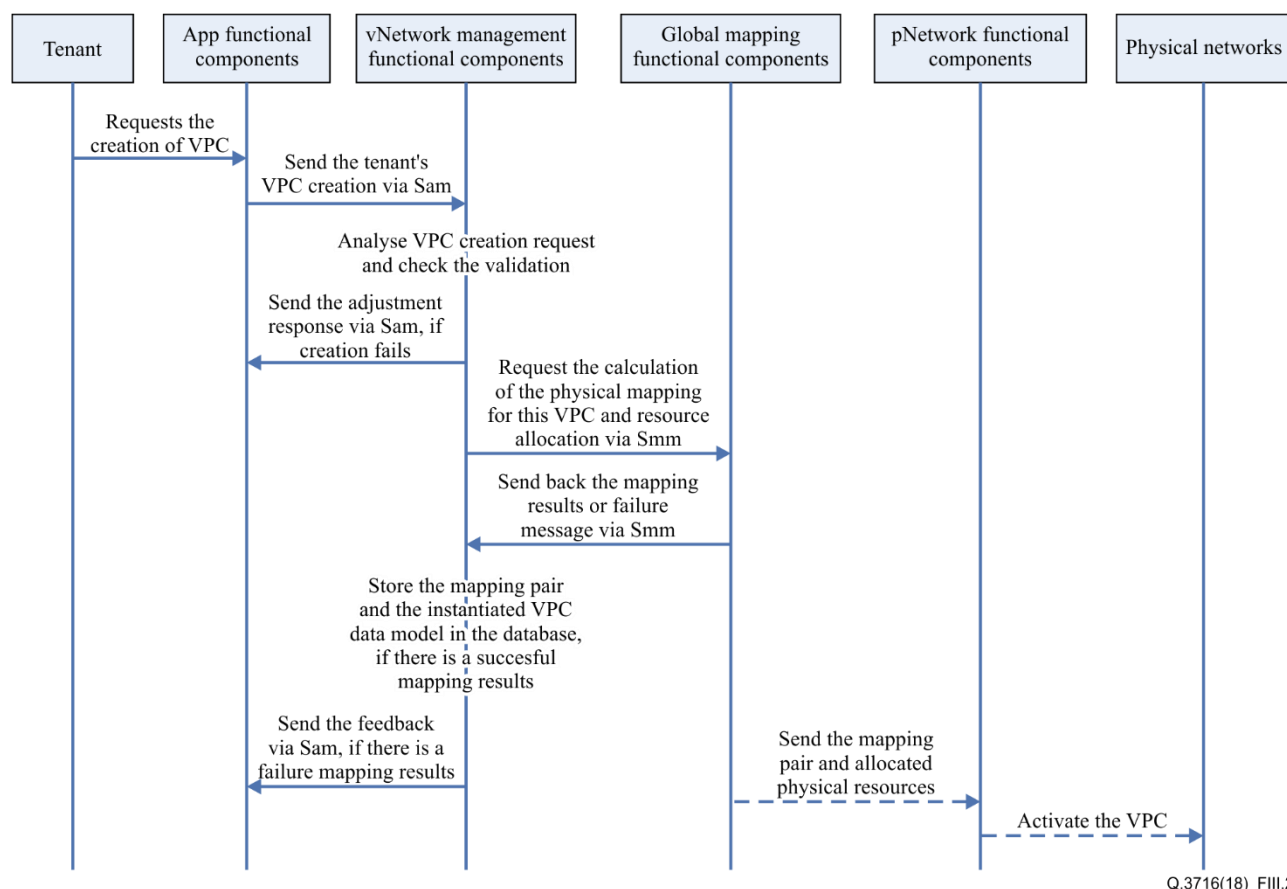 Tenant
App functional
components
vNetwork management
functional components
Global mapping
functional components
pNetwork functional
components
Physical networks
Requests the
creation of VPC
Send the tenant's
VPC creation via Sam
Analyse VPC creation request
and check the validation
Send the adjustment
response via Sam, if
creation fails
Request the calculation
of the physical mapping
for this VPC and resource
allocation via Smm
Send back the mapping
results or failure
message via Smm
Store the mapping pair
and the instantiated VPC
data model in the database,
if there is a succesful
mapping results
Send the feedback
via Sam, if there is a
failure mapping results
Send the mapping
pair and allocated
physical resources
Activate the VPC